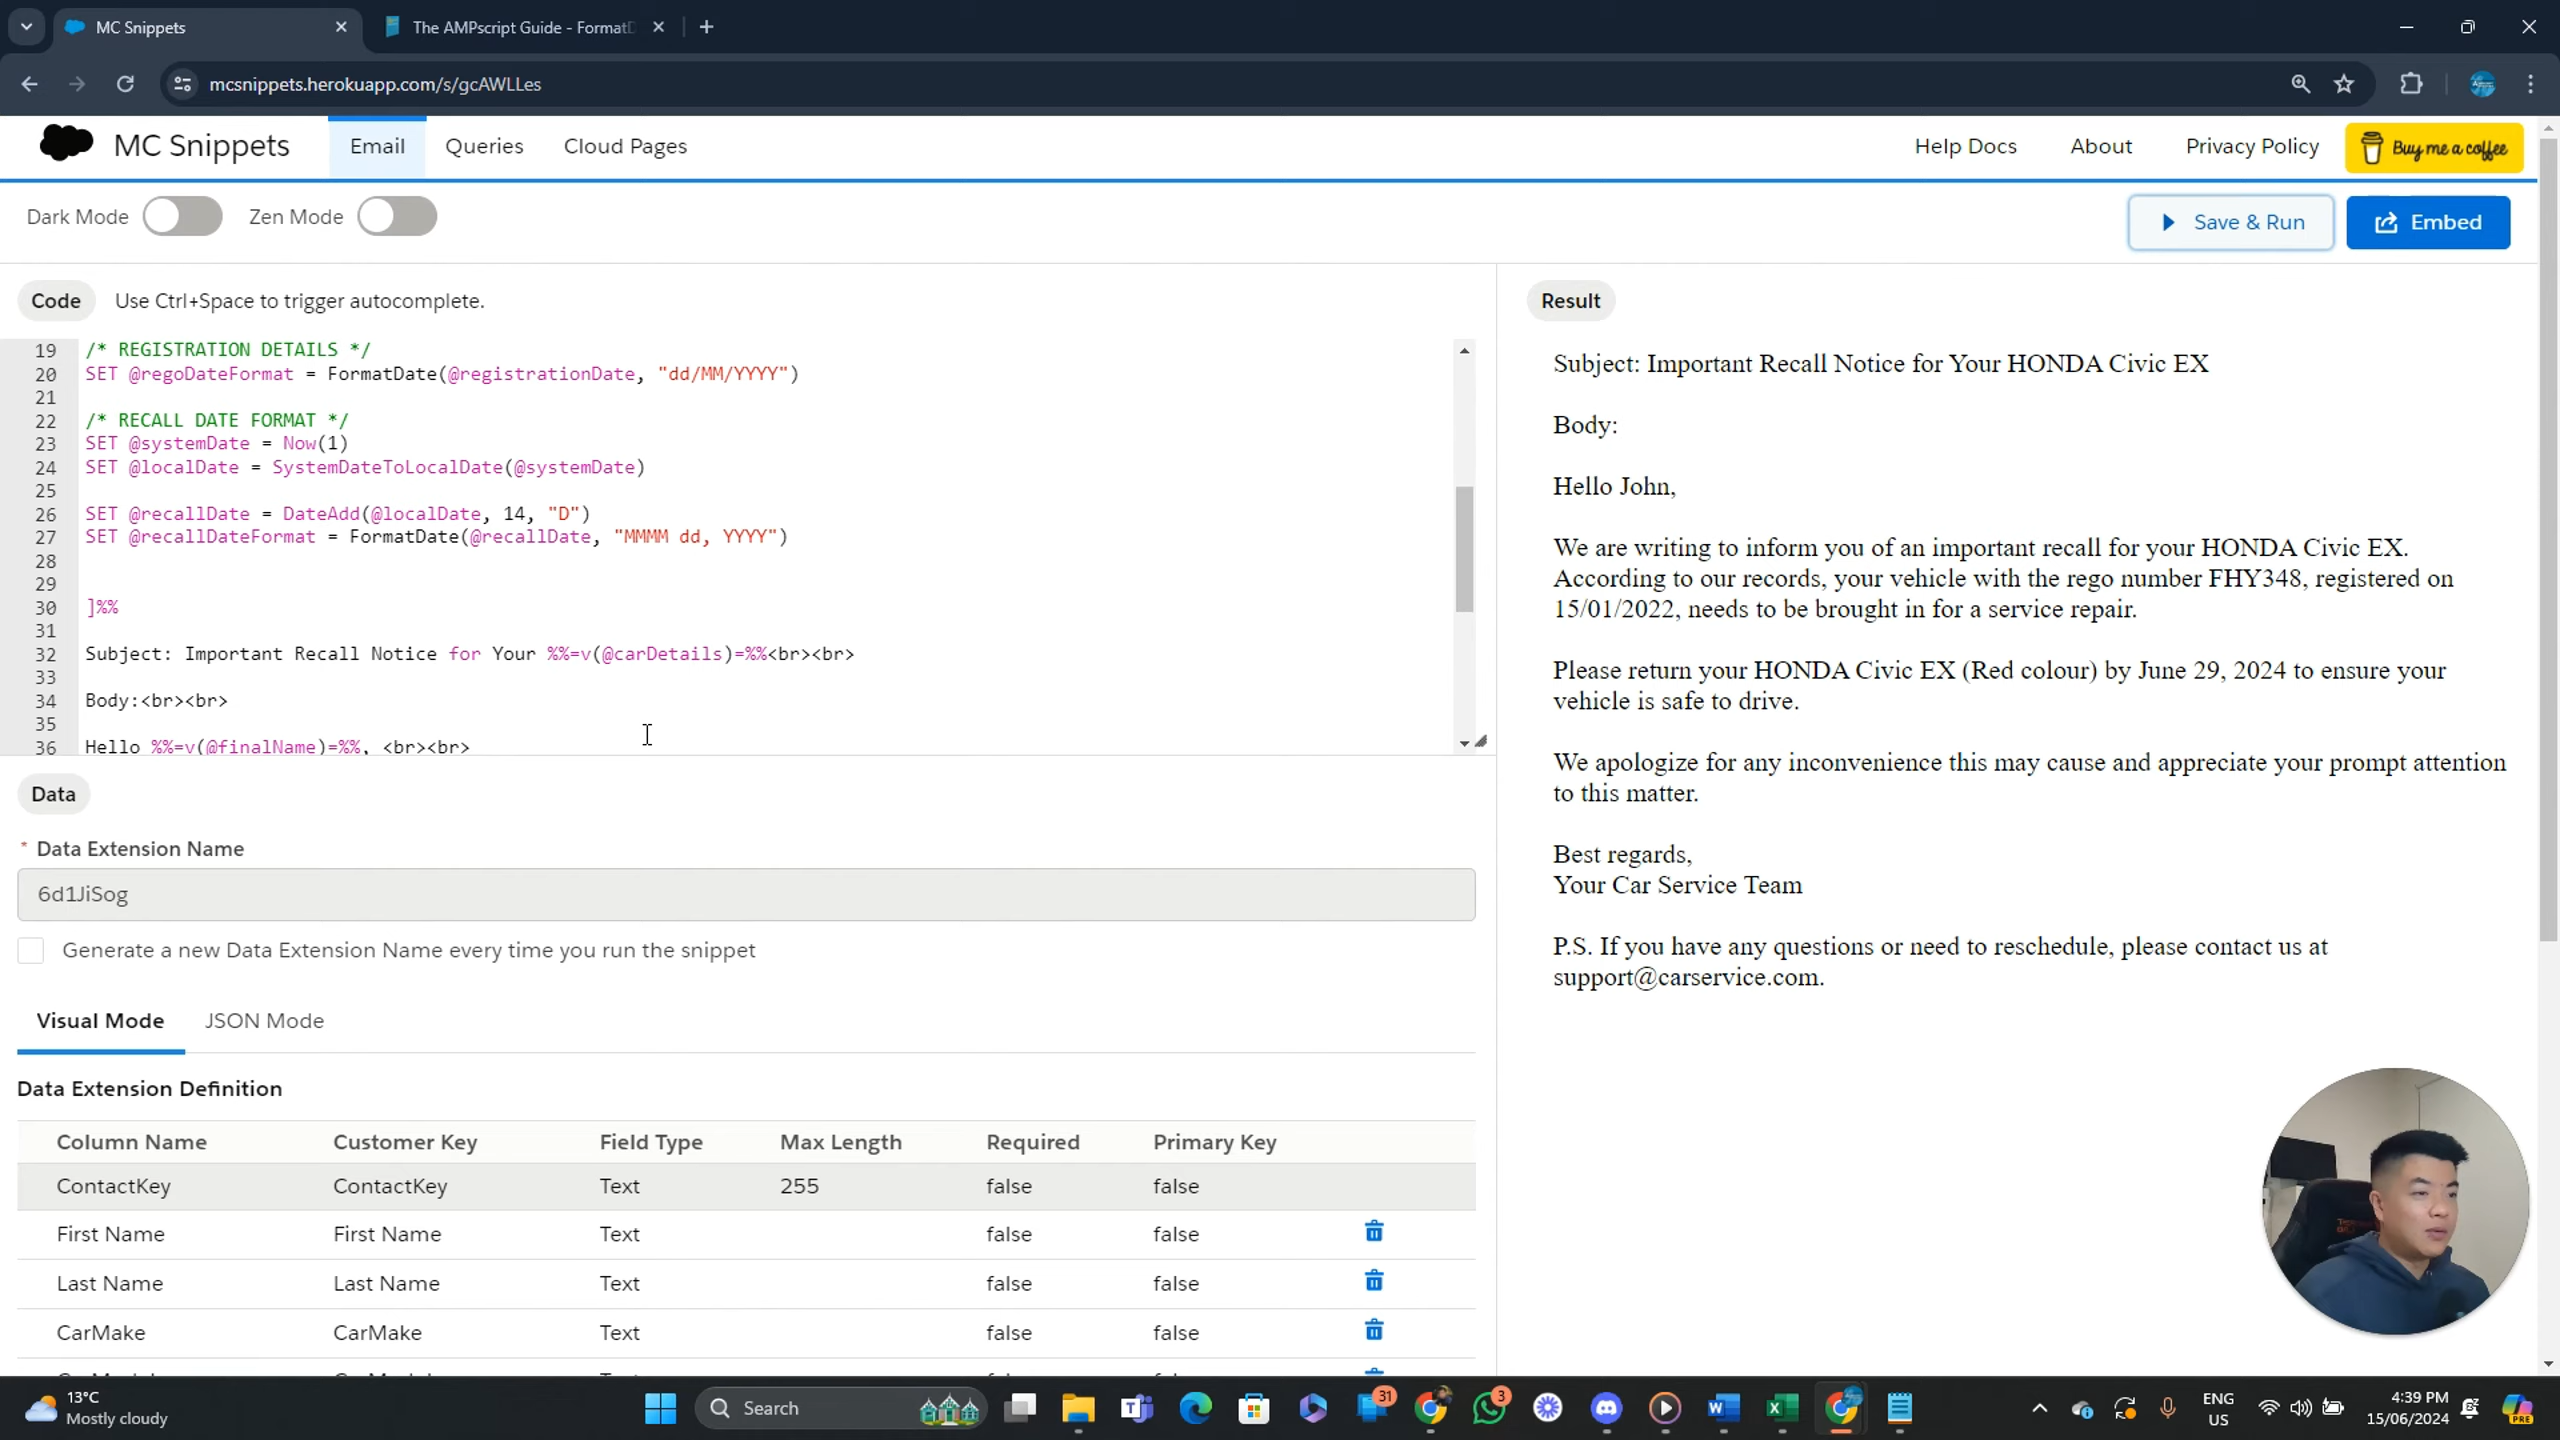 MC Snippets
The AMPscript Guide - FormatD
mcsnippets.herokuapp.com/s/gcAWLLes
MC Snippets
Email
Queries
Cloud Pages
Help Docs
About
Privacy Policy
Buy me a coffee
Dark Mode
Zen Mode
Save & Run
Embed
Code
Use Ctrl+Space to trigger autocomplete.
19 /* REGISTRATION DETAILS */
20 SET @regoDateFormat = FormatDate(@registrationDate, "dd/MM/YYYY")
21
22 /* RECALL DATE FORMAT */
23 SET @systemDate = Now(1)
24 SET @localDate = SystemDateToLocalDate(@systemDate)
25
26 SET @recallDate = DateAdd(@localDate, 14, "D")
27 SET @recallDateFormat = FormatDate(@recallDate, "MMMM dd, YYYY")
28
29
30 ]%%
31
32 Subject: Important Recall Notice for Your %%=v(@carDetails)=%%<br><br>
33
34 Body:<br><br>
35
36 Hello %%=v(@finalName)=%%, <br><br>
Data
* Data Extension Name
6d1JiSog
Generate a new Data Extension Name every time you run the snippet
Visual Mode
JSON Mode
Data Extension Definition
Column Name Customer Key Field Type Max Length Required Primary Key
ContactKey ContactKey Text 255 false false
First Name First Name Text false false
Last Name Last Name Text false false
CarMake CarMake Text false false
Result
Subject: Important Recall Notice for Your HONDA Civic EX
Body:
Hello John,
We are writing to inform you of an important recall for your HONDA Civic EX.
According to our records, your vehicle with the rego number FHY348, registered on
15/01/2022, needs to be brought in for a service repair.
Please return your HONDA Civic EX (Red colour) by June 29, 2024 to ensure your
vehicle is safe to drive.
We apologize for any inconvenience this may cause and appreciate your prompt attention
to this matter.
Best regards,
Your Car Service Team
P.S. If you have any questions or need to reschedule, please contact us at
support@carservice.com.
13°C
Mostly cloudy
Search
31
3
ENG
US
4:39 PM
15/06/2024
PRE